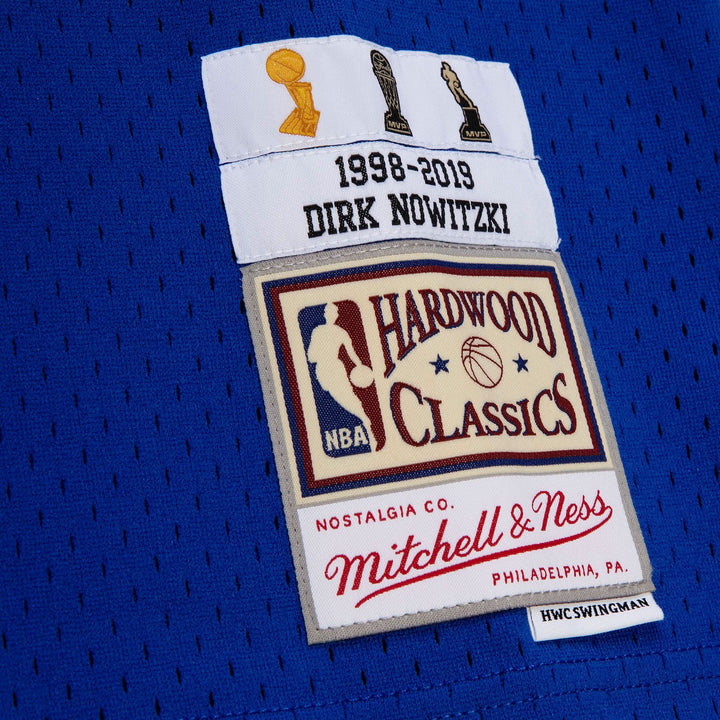 MVP MVP
1998-2019
DIRK NOWITZKI
HARDWOOD
CLASSICS
NBA
NOSTALGIA CO.
Mitchell & Ness
PHILADELPHIA, PA.
HWC SWINGMAN